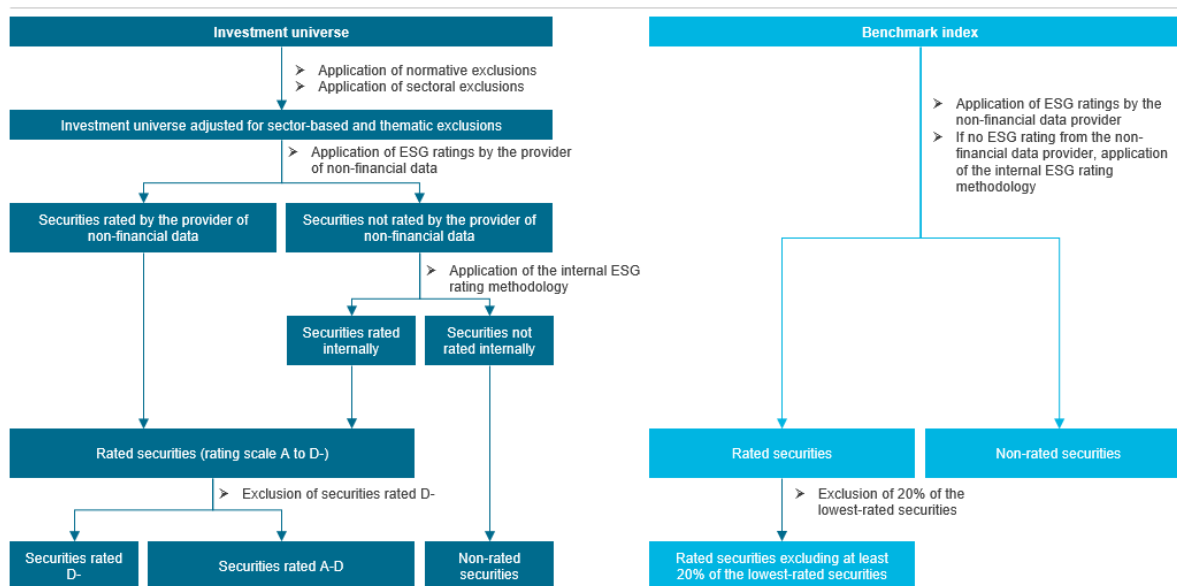 Investment universe
➤ Application of normative exclusions
➤ Application of sectoral exclusions
Investment universe adjusted for sector-based and thematic exclusions
➤ Application of ESG ratings by the provider
of non-financial data
Securities rated by the provider of
non-financial data
Securities not rated by the provider of
non-financial data
➤ Application of the internal ESG
rating methodology
Securities rated
internally
Securities not
rated internally
Rated securities (rating scale A to D-)
➤ Exclusion of securities rated D-
Securities rated
D-
Securities rated A-D
Non-rated
securities
Benchmark index
➤ Application of ESG ratings by the
non-financial data provider
➤ If no ESG rating from the non-
financial data provider, application
of the internal ESG rating
methodology
Rated securities
Non-rated securities
➤ Exclusion of 20% of the
lowest-rated securities
Rated securities excluding at least
20% of the lowest-rated securities